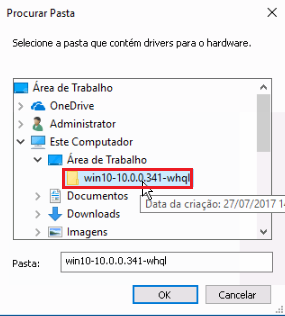 Procurar Pasta
Selecione a pasta que contém drivers para o hardware.
Área de Trabalho
OneDrive
Administrator
Este Computador
Área de Trabalho
win10-10.0.0.341-whql
Documentos
Data da criação: 27/07/2017 14
Downloads
Imagens
Pasta:
win10-10.0.0.341-whql
OK
Cancelar